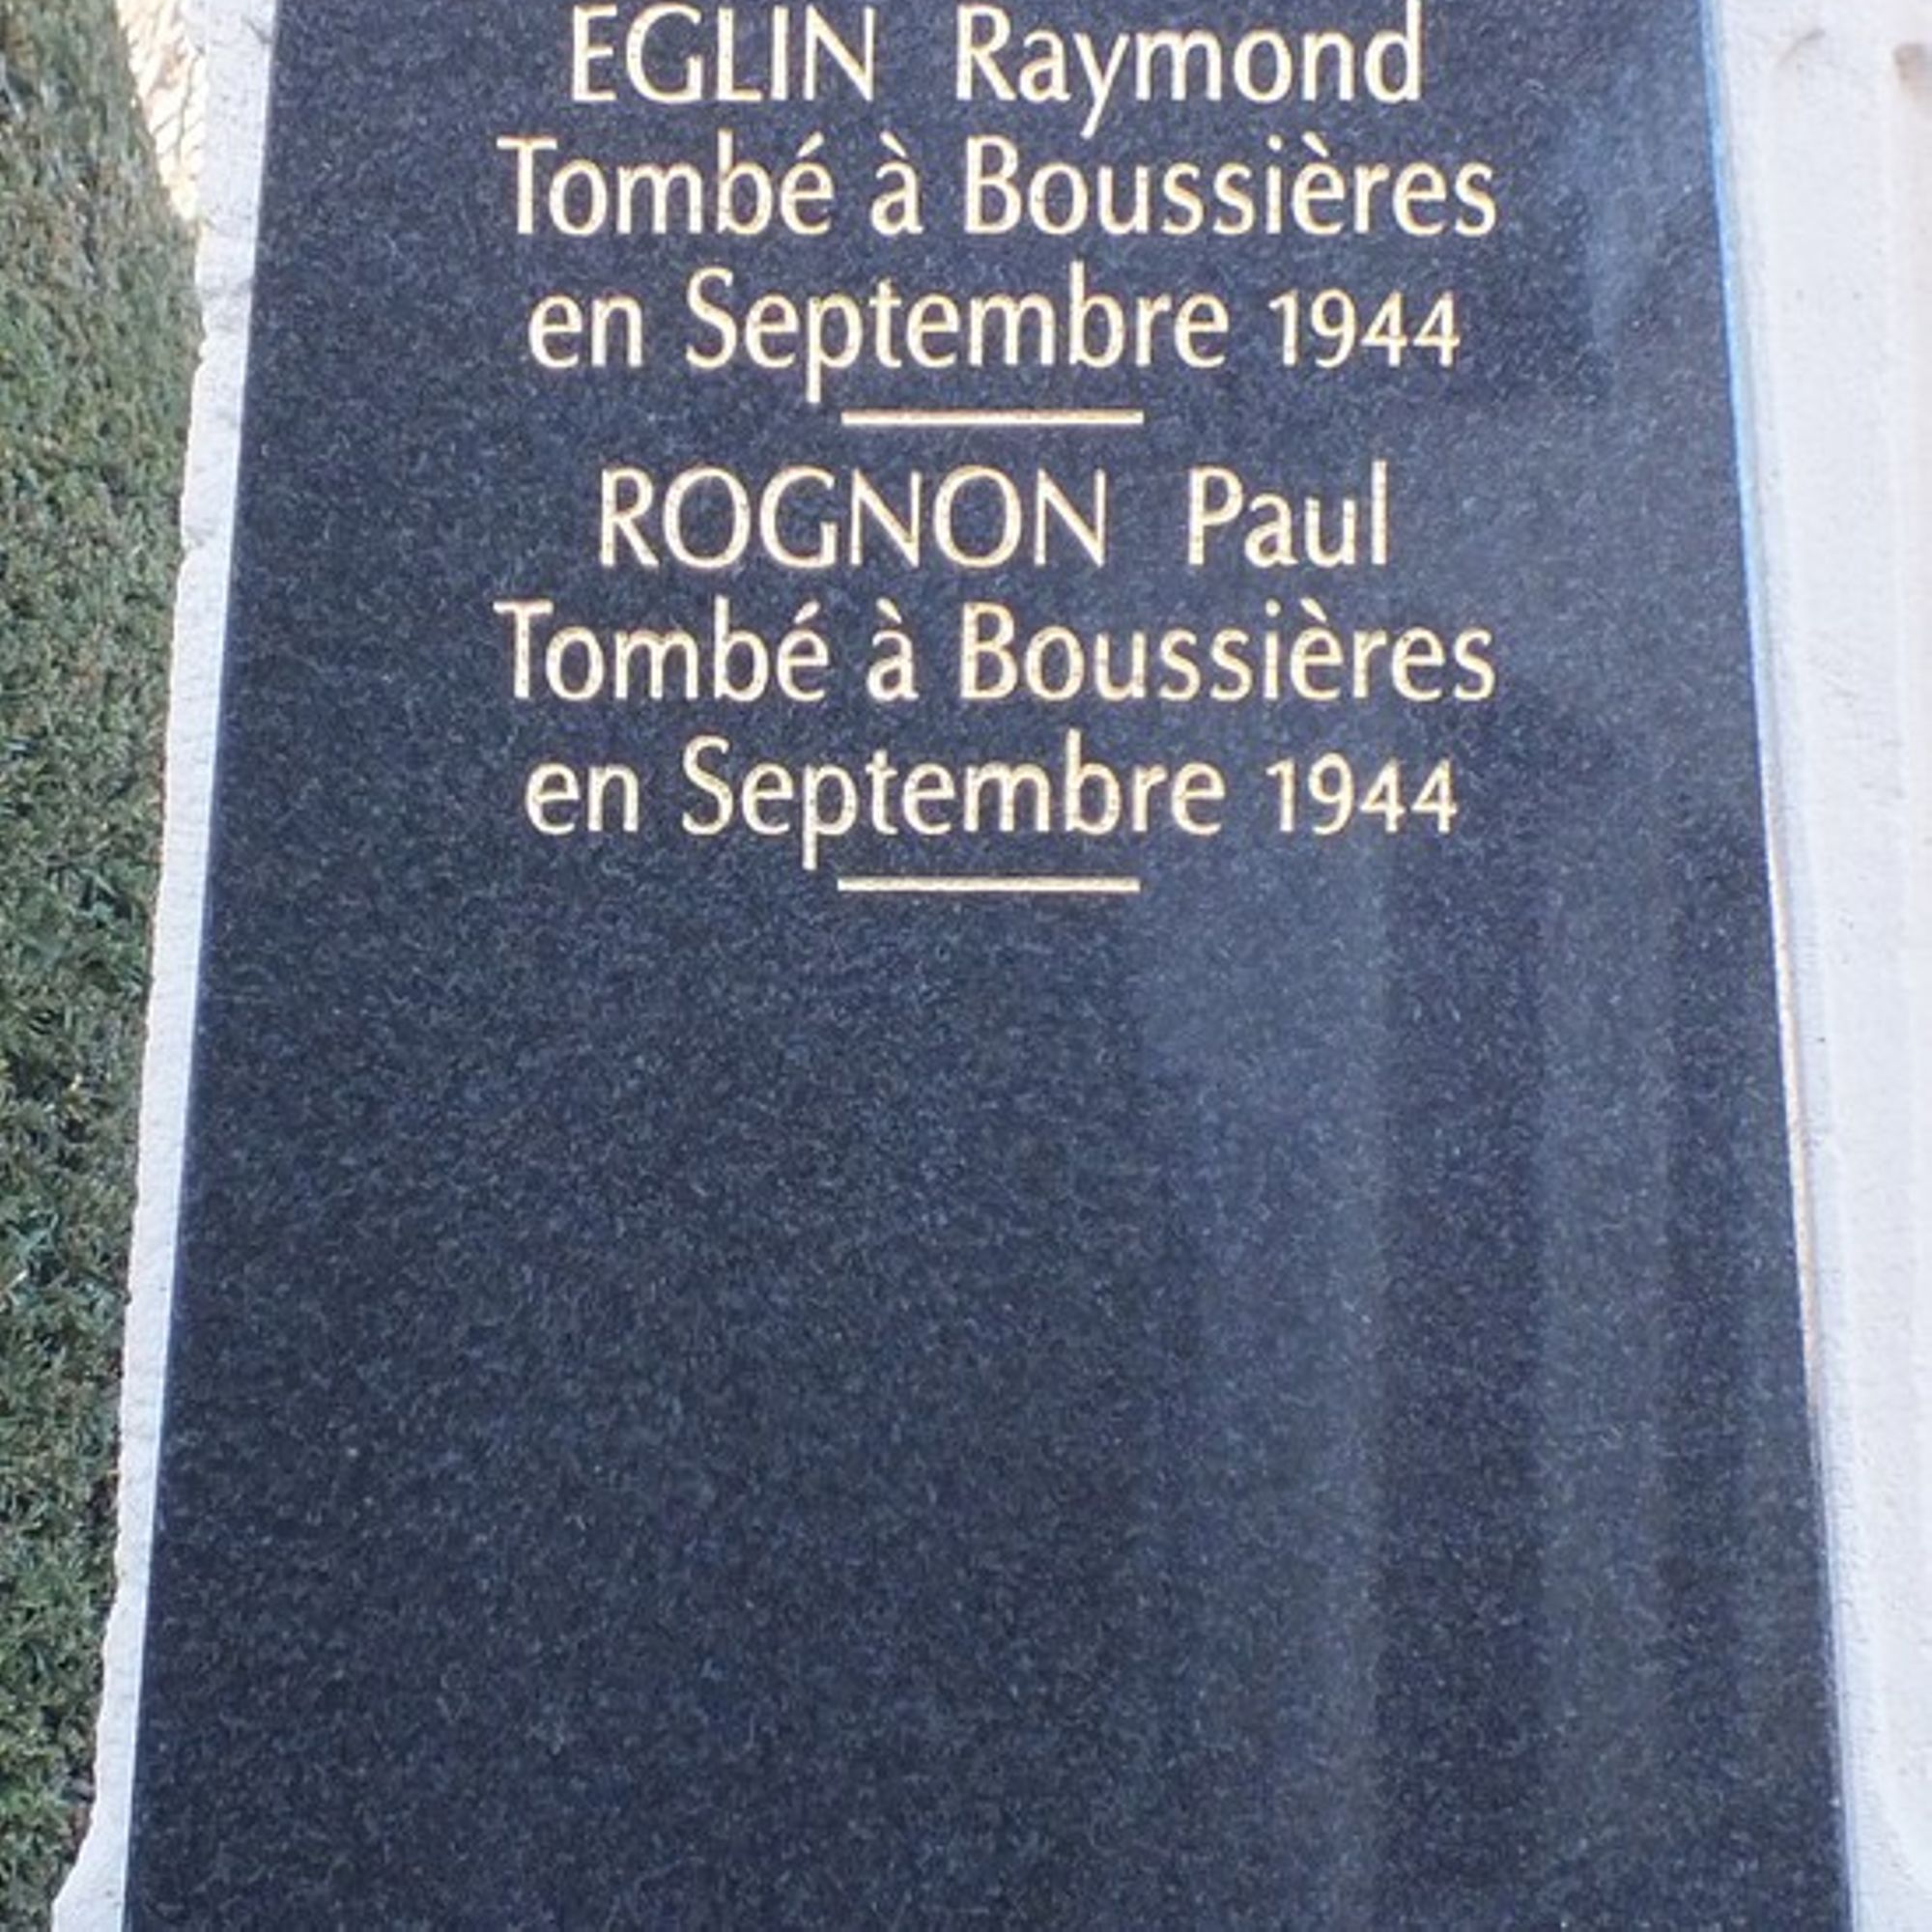 EGLIN Raymond
Tombé à Boussières
en Septembre 1944
ROGNON Paul
Tombé à Boussières
en Septembre 1944